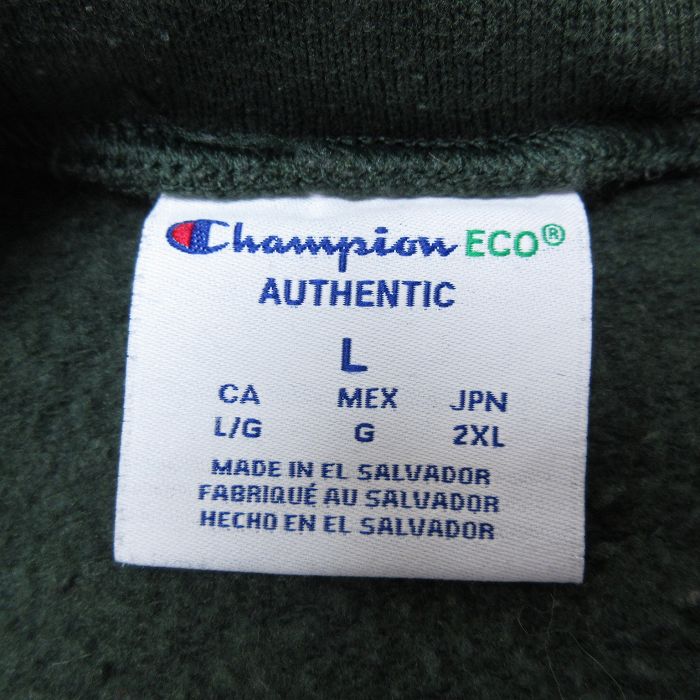 Champion ECO®
AUTHENTIC
L
CA MEX JPN
L/G G 2XL
MADE IN EL SALVADOR
FABRIQUÉ AU SALVADOR
HECHO EN EL SALVADOR